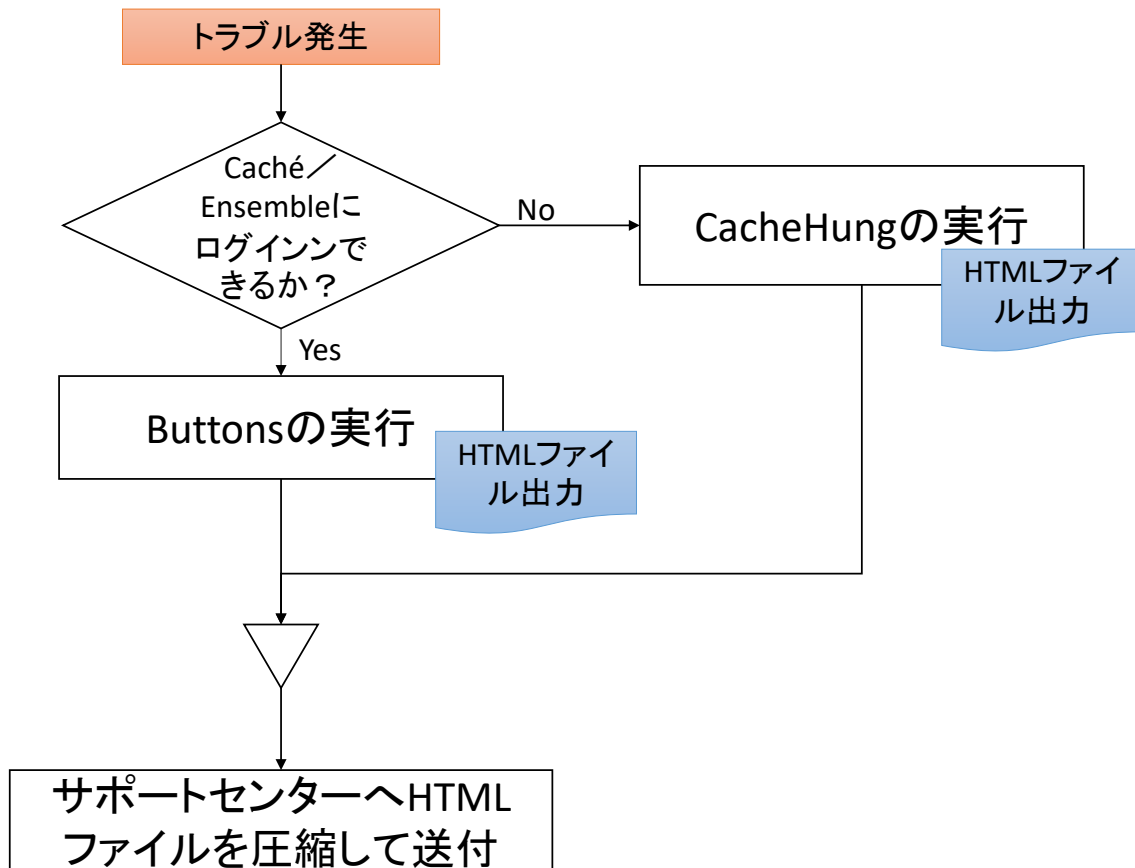 トラブル発生
Caché／
Ensembleに
ログインンで
きるか？
No
CacheHungの実行
HTMLファイ
ル出力
Yes
Buttonsの実行
HTMLファイ
ル出力
サポートセンターへHTML
ファイルを圧縮して送付